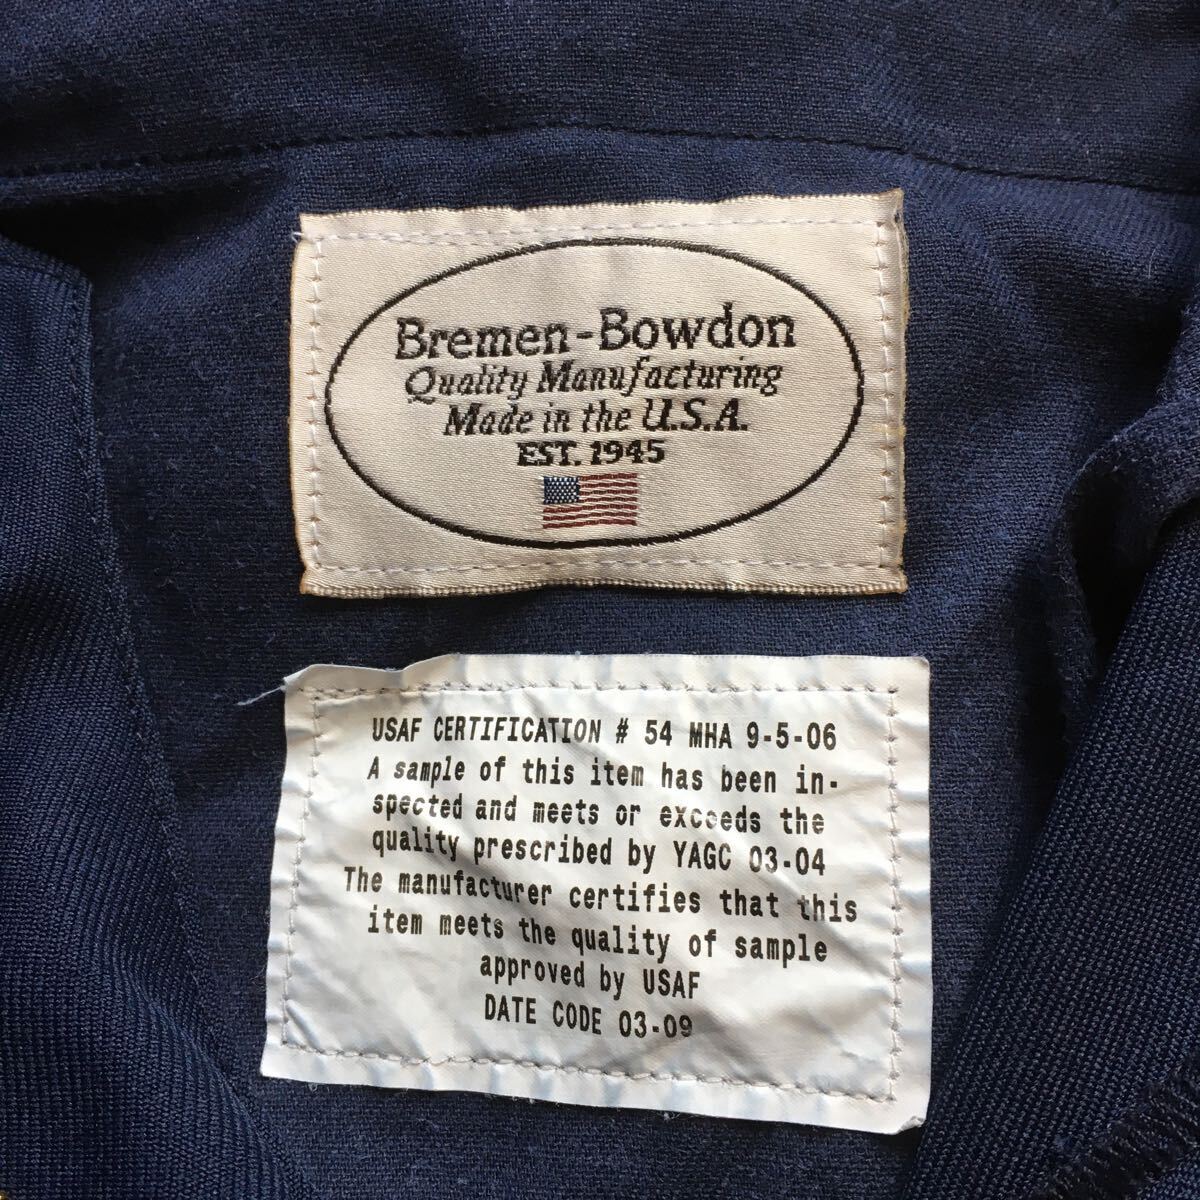 Bremen-Bowdon
Quality Manufacturing
Made in the U.S.A.
EST. 1945
USAF CERTIFICATION # 54 MHA 9-5-06
A sample of this item has been in-
spected and meets or exceeds the
quality prescribed by YAGC 03-04
The manufacturer certifies that this
item meets the quality of sample
approved by USAF
DATE CODE 03-09